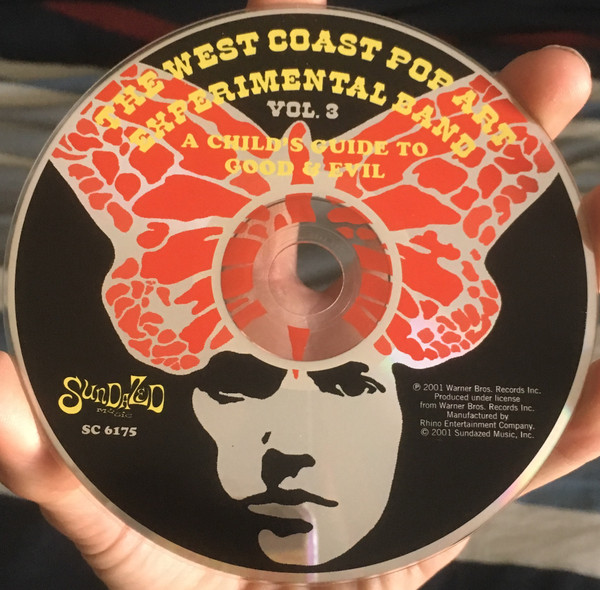 THE WEST COAST POP ART
EXPERIMENTAL BAND
VOL. 3
A CHILD'S GUIDE TO
GOOD & EVIL
SUNDAZED
music
SC 6175
℗ 2001 Warner Bros. Records Inc.
Produced under license
from Warner Bros. Records Inc.
Manufactured by
Rhino Entertainment Company.
© 2001 Sundazed Music, Inc.